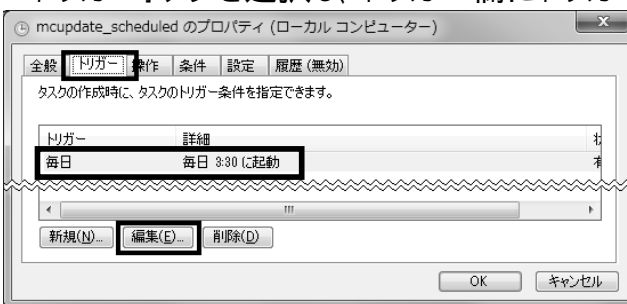 mcupdate_scheduled のプロパティ (ローカル コンピューター)
全般 トリガー 操作 条件 設定 履歴 (無効)
タスクの作成時に、タスクのトリガー条件を指定できます。
トリガー 詳細
毎日 毎日 3:30 に起動
新規(N)... 編集(E)... 削除(D)
OK キャンセル